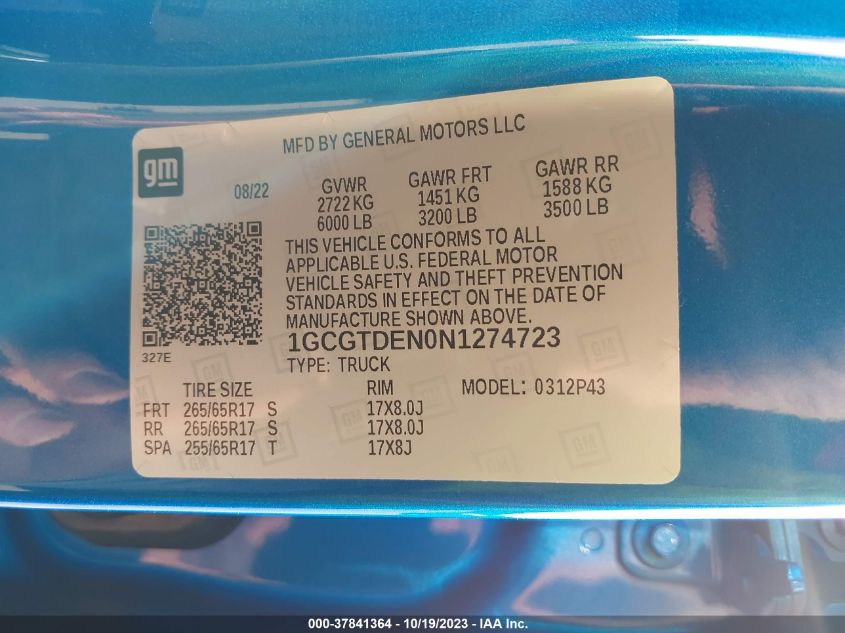 MFD BY GENERAL MOTORS LLC
gm
08/22
GVWR
2722 KG
6000 LB
GAWR FRT
1451 KG
3200 LB
GAWR RR
1588 KG
3500 LB
THIS VEHICLE CONFORMS TO ALL
APPLICABLE U.S. FEDERAL MOTOR
VEHICLE SAFETY AND THEFT PREVENTION
STANDARDS IN EFFECT ON THE DATE OF
MANUFACTURE SHOWN ABOVE.
327E
1GCGTDEN0N1274723
TYPE: TRUCK
TIRE SIZE RIM MODEL: 0312P43
FRT 265/65R17 S 17X8.0J
RR 265/65R17 S 17X8.0J
SPA 255/65R17 T 17X8J
000-37841364 - 10/19/2023 - IAA Inc.